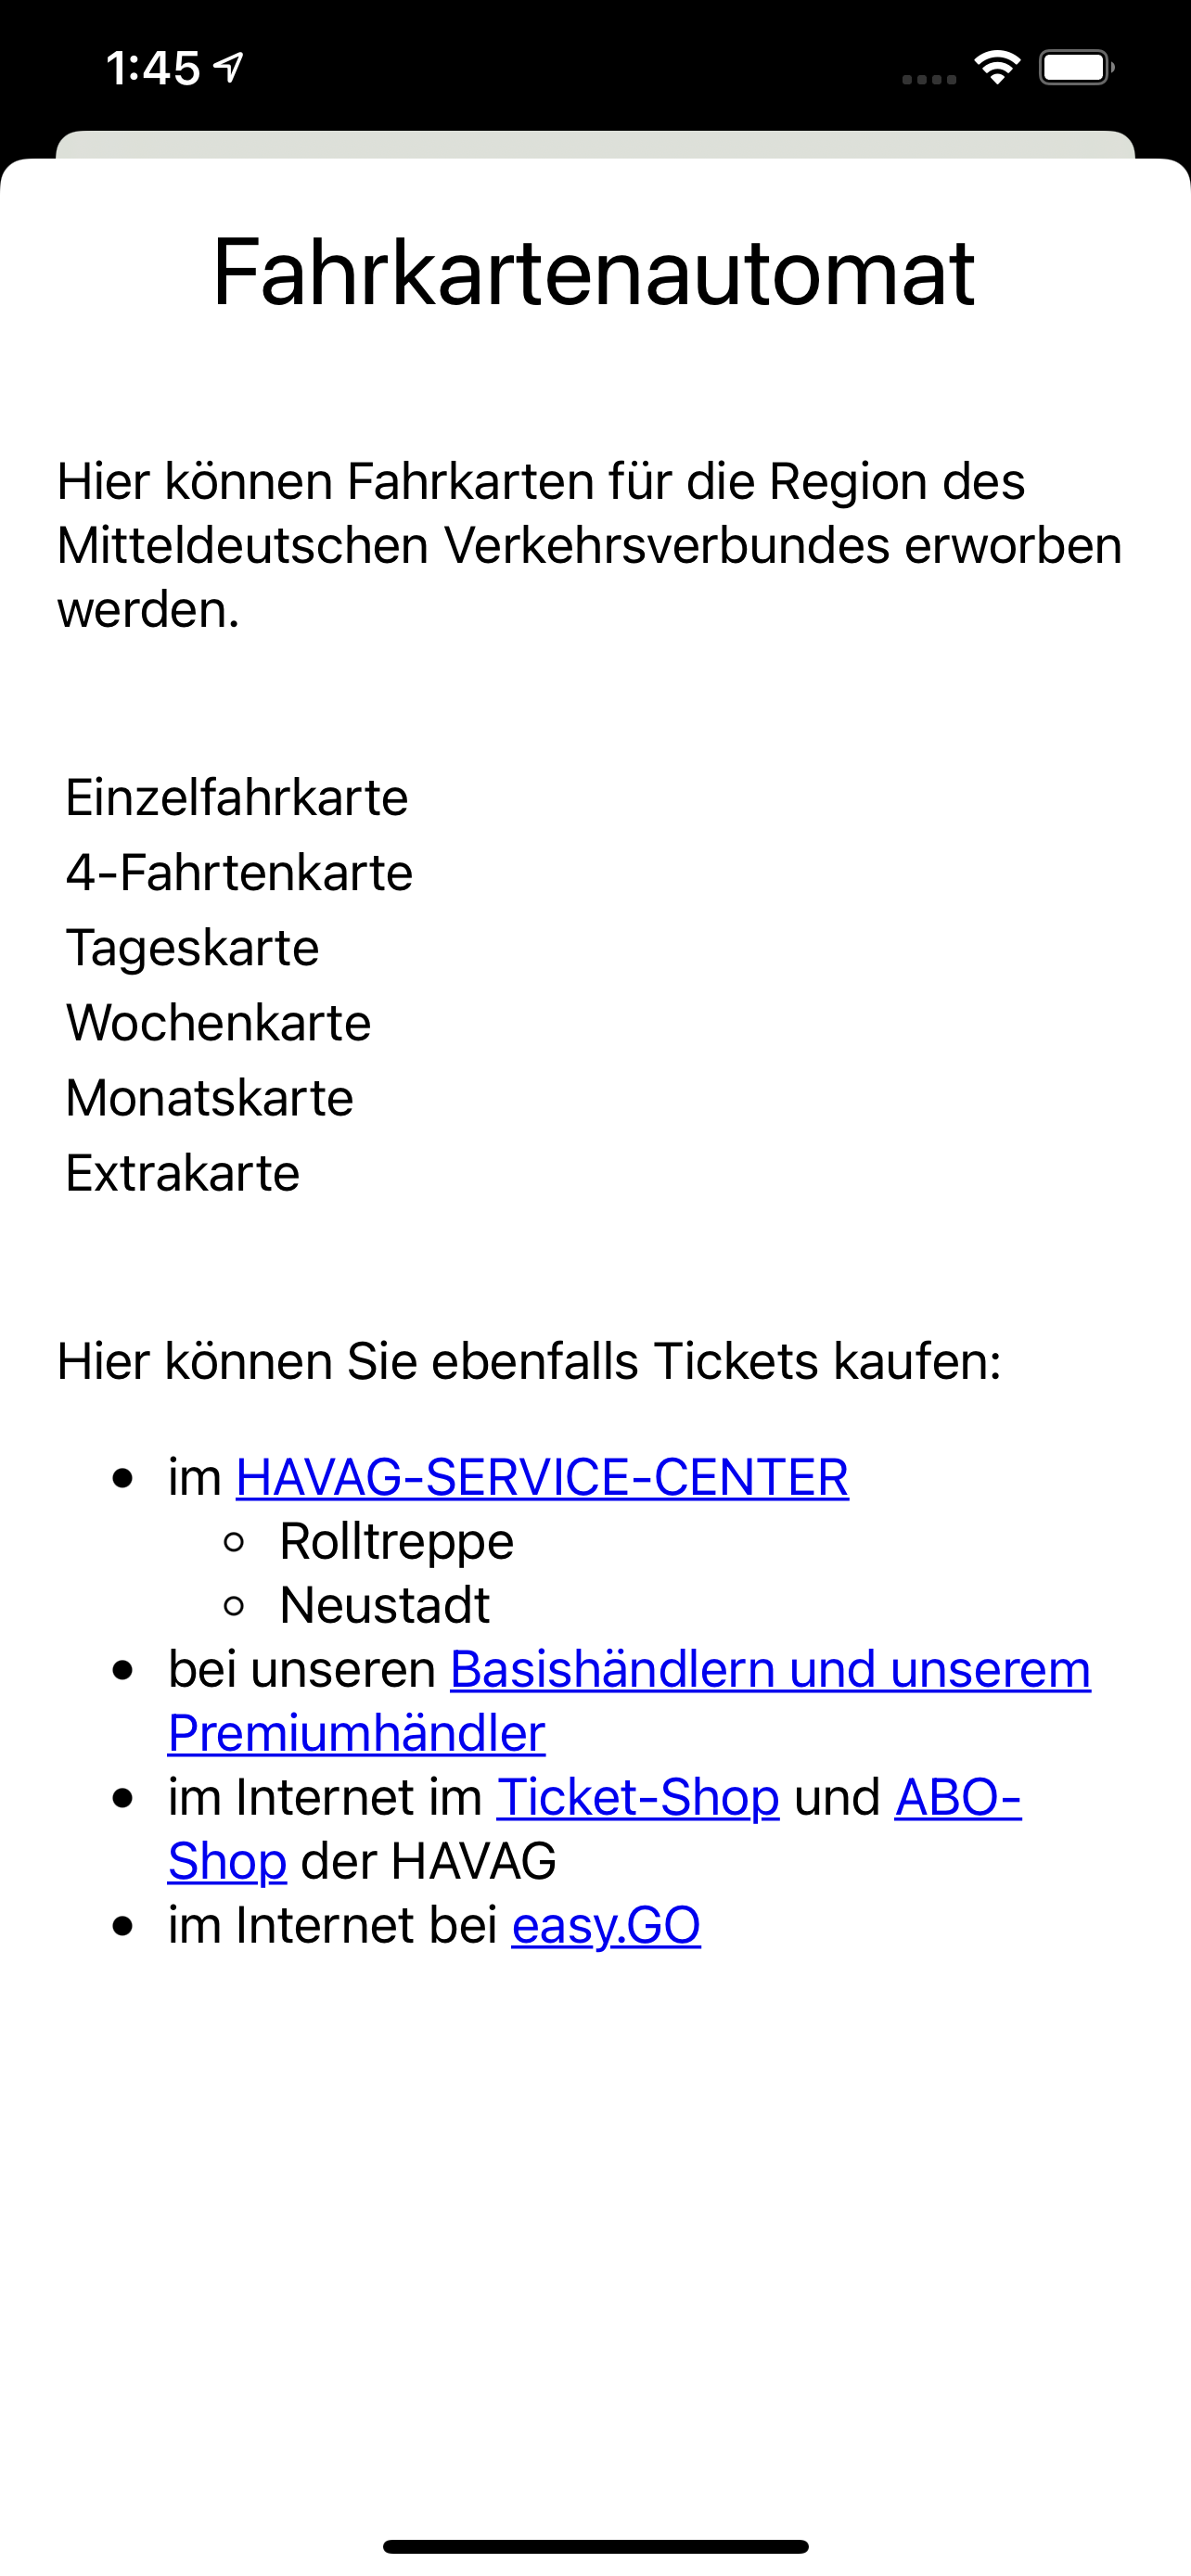 1:45
Fahrkartenautomat
Hier können Fahrkarten für die Region des
Mitteldeutschen Verkehrsverbundes erworben
werden.
Einzelfahrkarte
4-Fahrtenkarte
Tageskarte
Wochenkarte
Monatskarte
Extrakarte
Hier können Sie ebenfalls Tickets kaufen:
im HAVAG-SERVICE-CENTER
Rolltreppe
Neustadt
bei unseren Basishändlern und unserem
Premiumhändler
im Internet im Ticket-Shop und ABO-
Shop der HAVAG
im Internet bei easy.GO